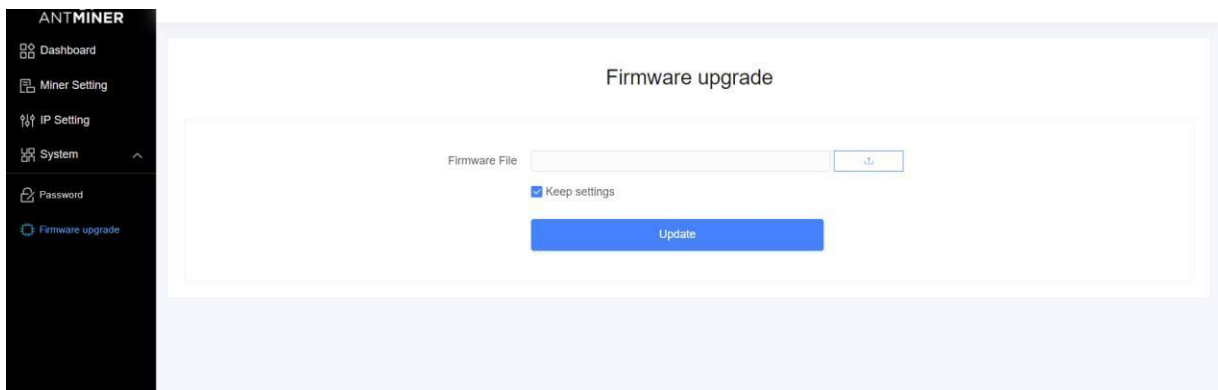 ANTMINER
Dashboard
Miner Setting
IP Setting
System
Password
Firmware upgrade
Firmware upgrade
Firmware File
Keep settings
Update